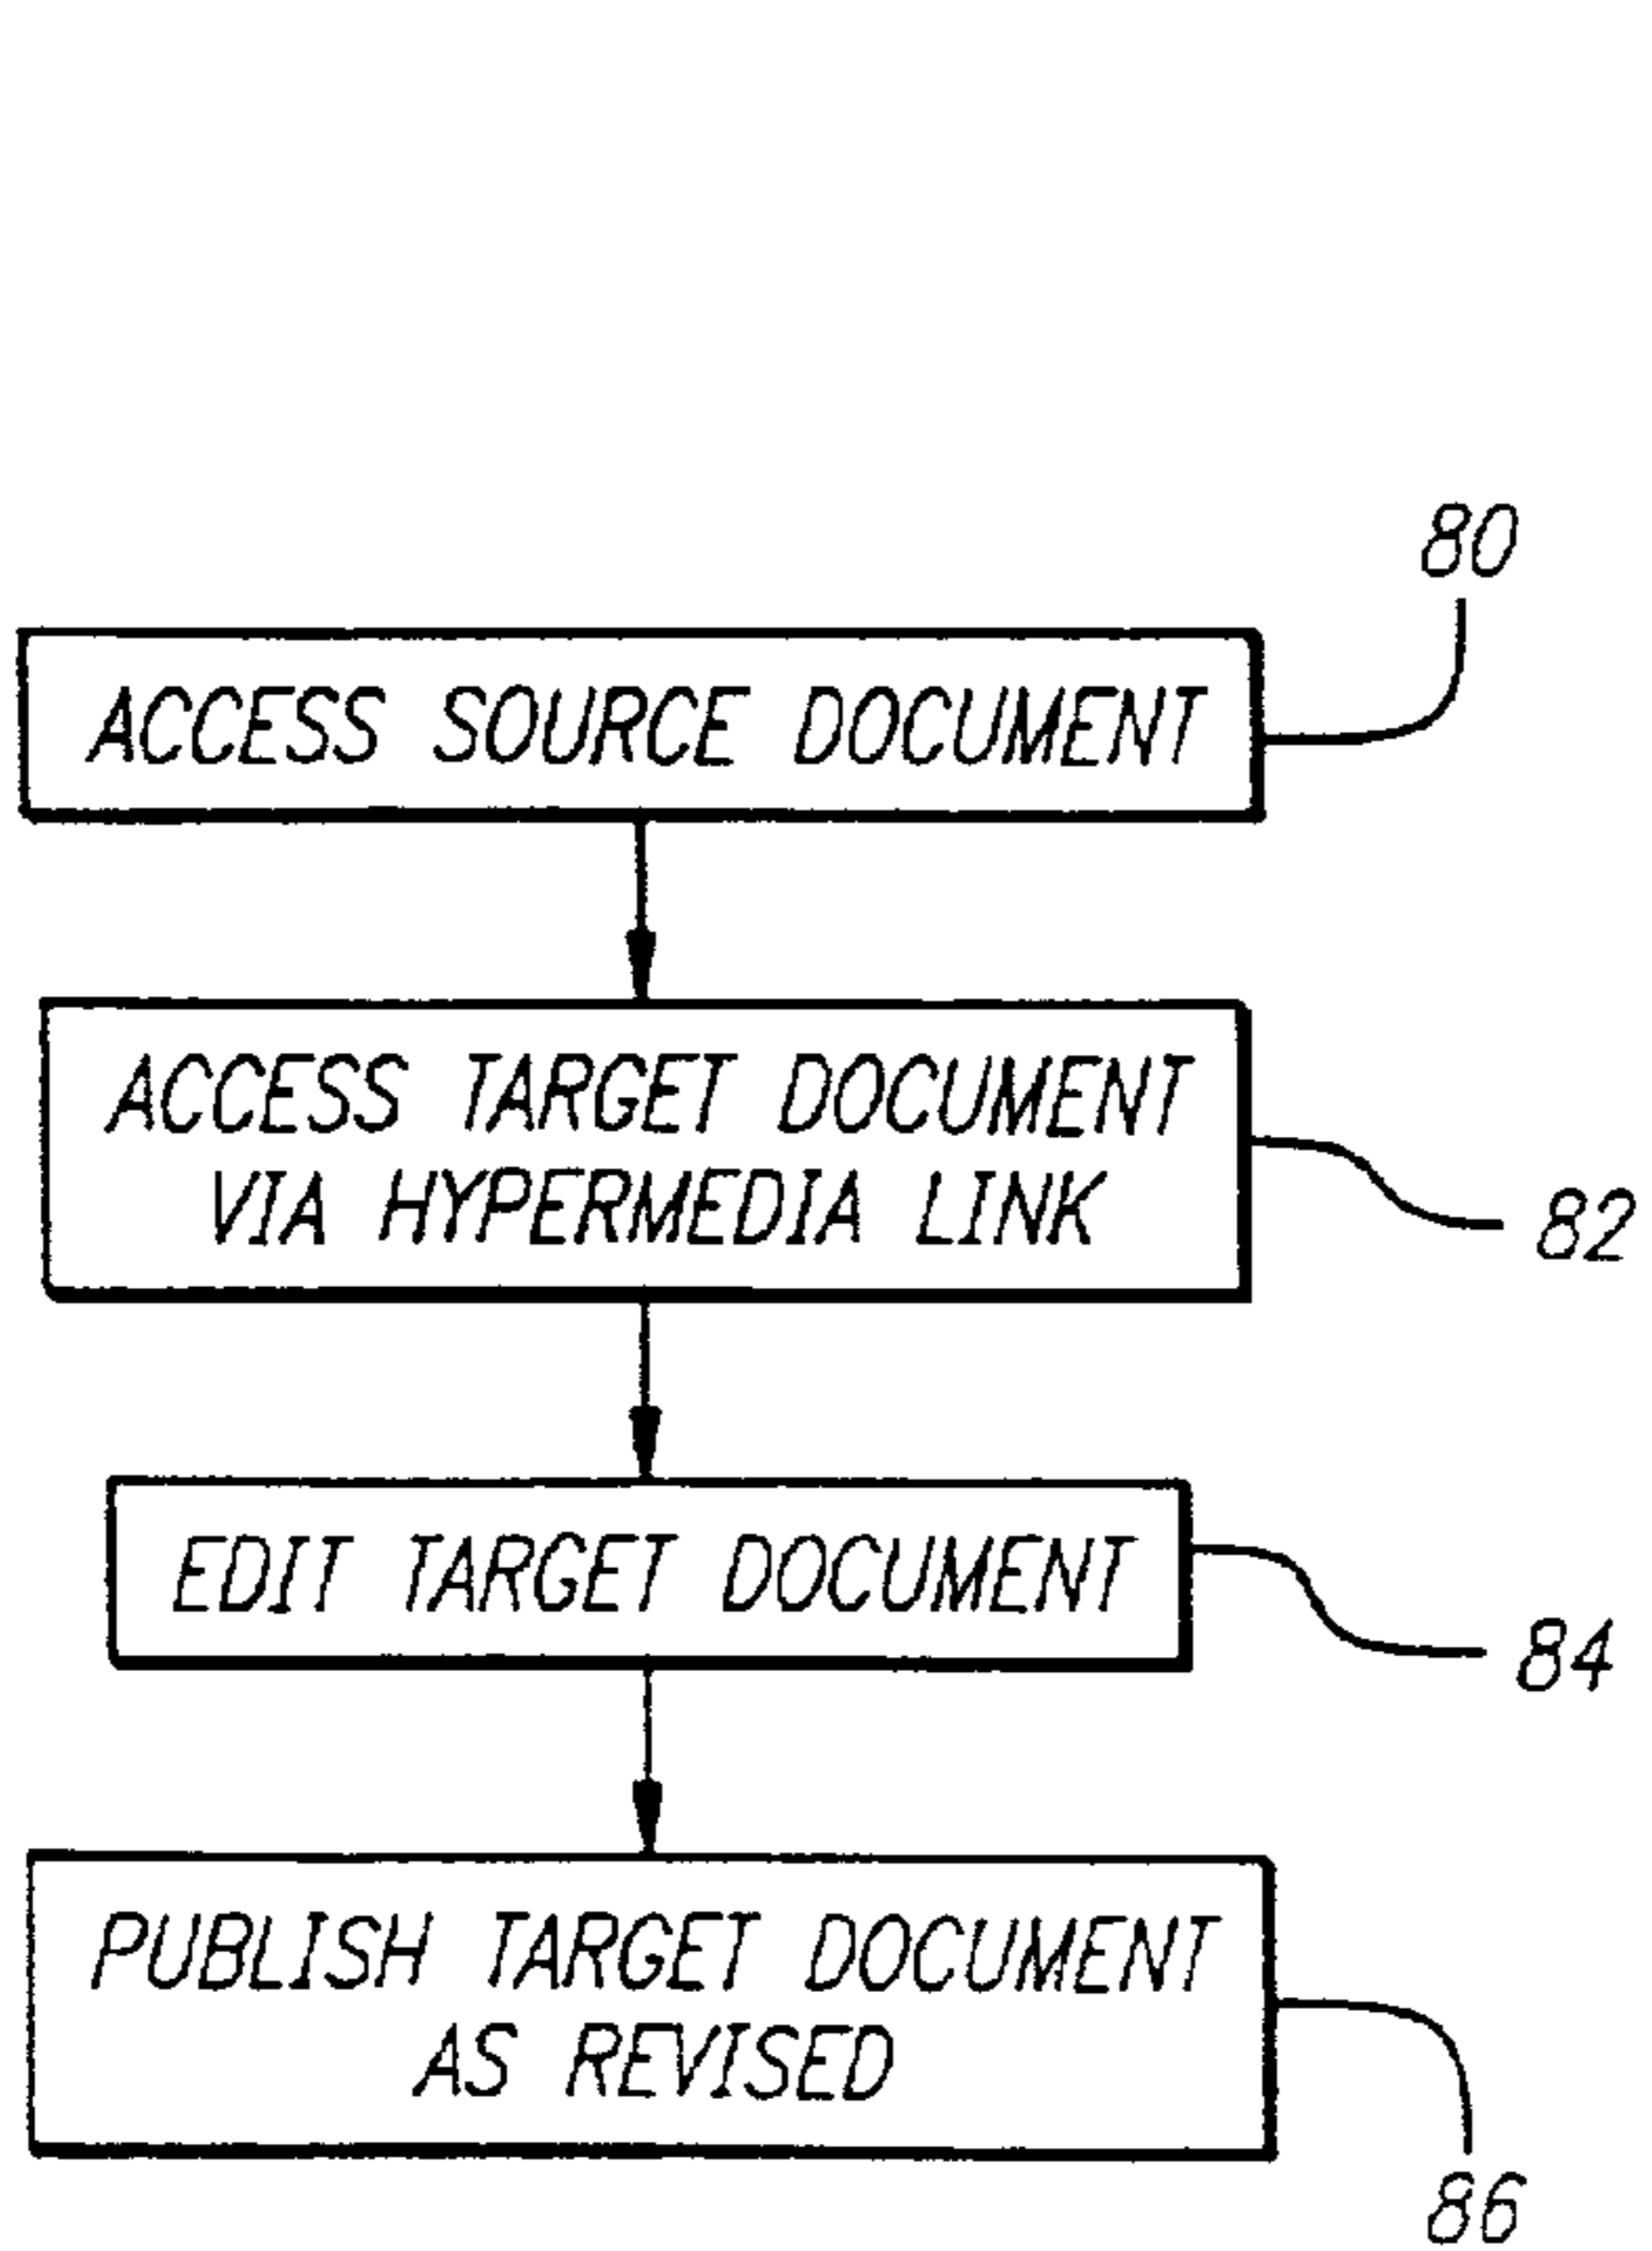 80
ACCESS SOURCE DOCUMENT
ACCESS TARGET DOCUMENT
VIA HYPERMEDIA LINK
82
EDIT TARGET DOCUMENT
84
PUBLISH TARGET DOCUMENT
AS REVISED
86